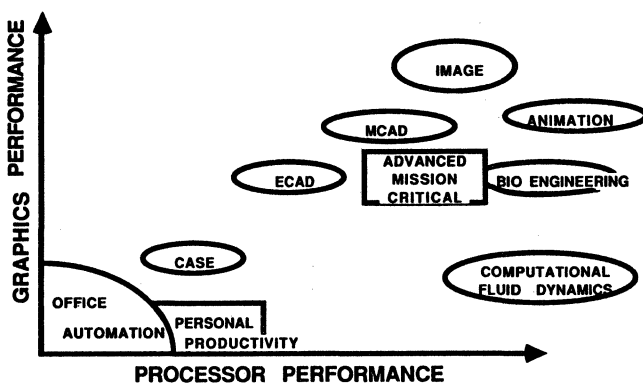 GRAPHICS PERFORMANCE
IMAGE
ANIMATION
MCAD
ADVANCED
MISSION
CRITICAL
ECAD
BIO ENGINEERING
CASE
COMPUTATIONAL
FLUID DYNAMICS
OFFICE
AUTOMATION
PERSONAL
PRODUCTIVITY
PROCESSOR PERFORMANCE